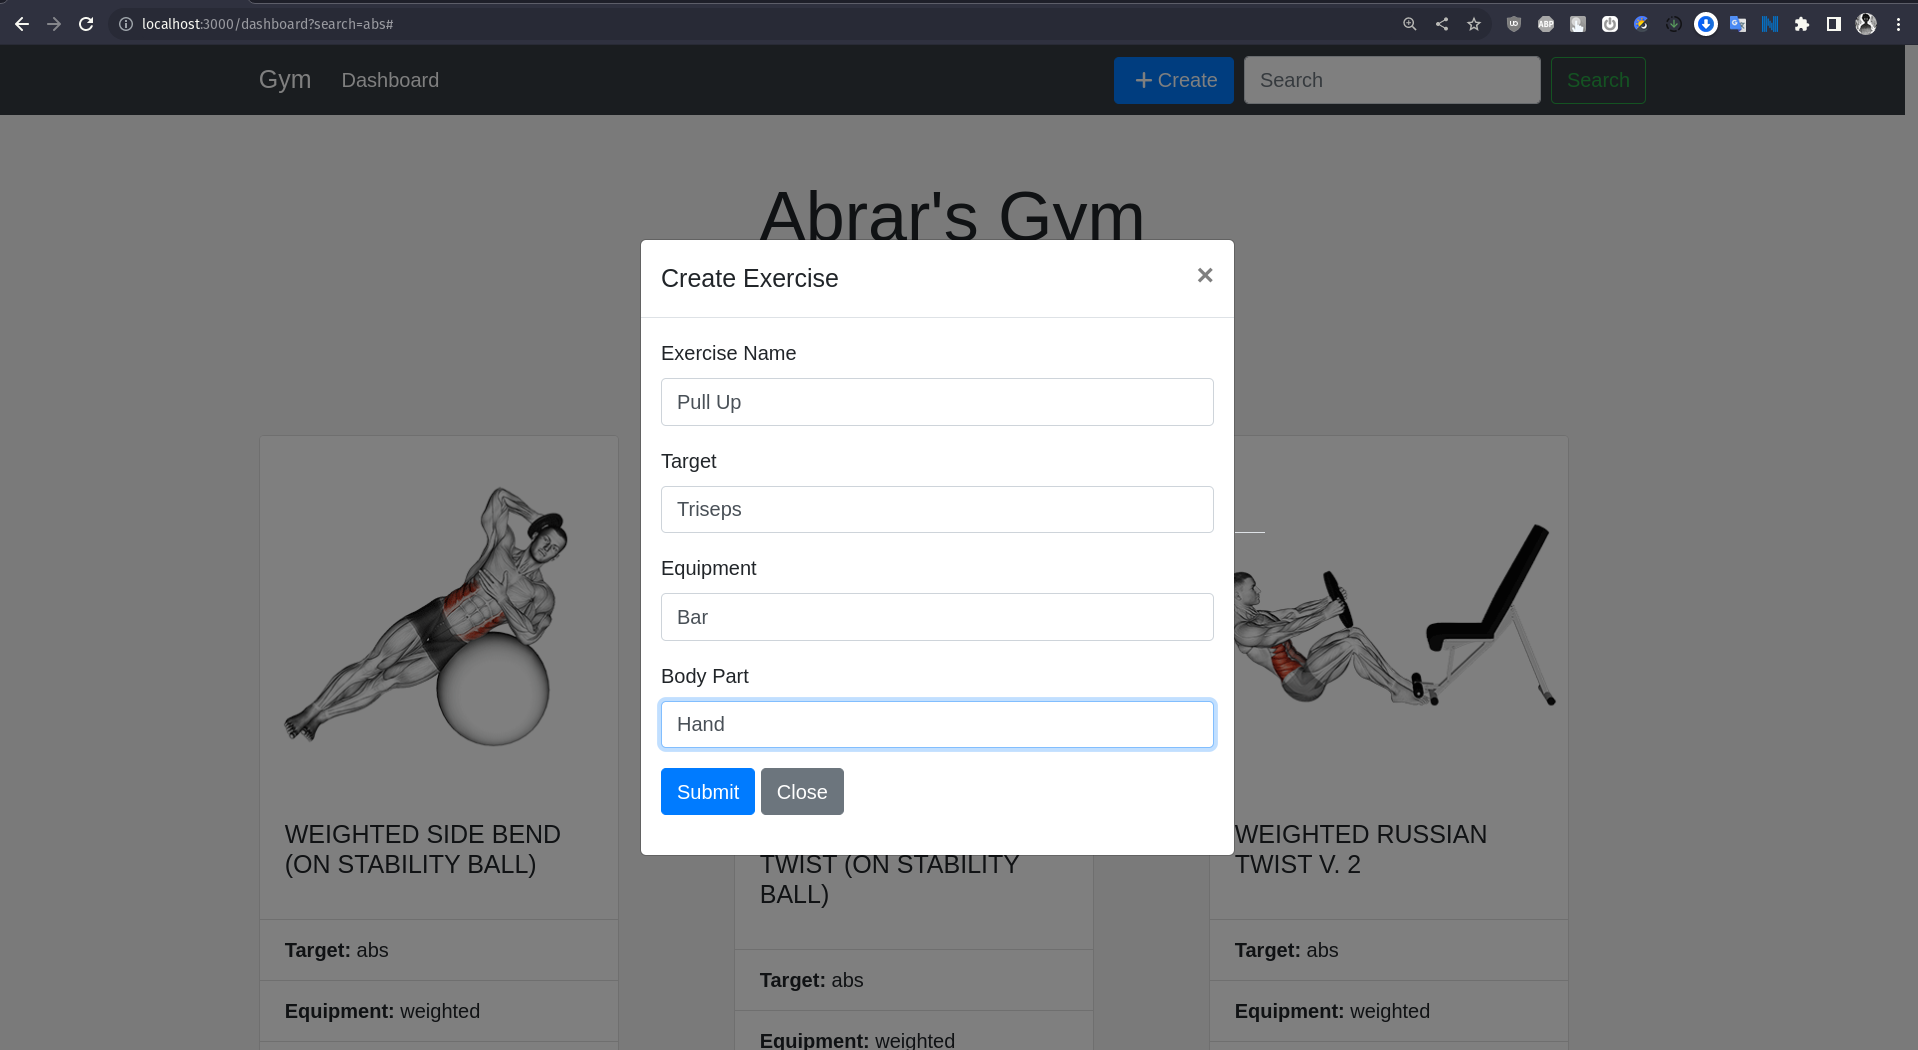 localhost:3000/dashboard?search=abs#
Gym Dashboard + Create Search Search
Abrar's Gym
Create Exercise ×
Exercise Name
Pull Up
Target
Triseps
Equipment
Bar
Body Part
Hand
Submit Close
WEIGHTED SIDE BEND
(ON STABILITY BALL)
Target: abs
Equipment: weighted
TWIST (ON STABILITY
BALL)
Target: abs
Equipment: weighted
WEIGHTED RUSSIAN
TWIST V. 2
Target: abs
Equipment: weighted